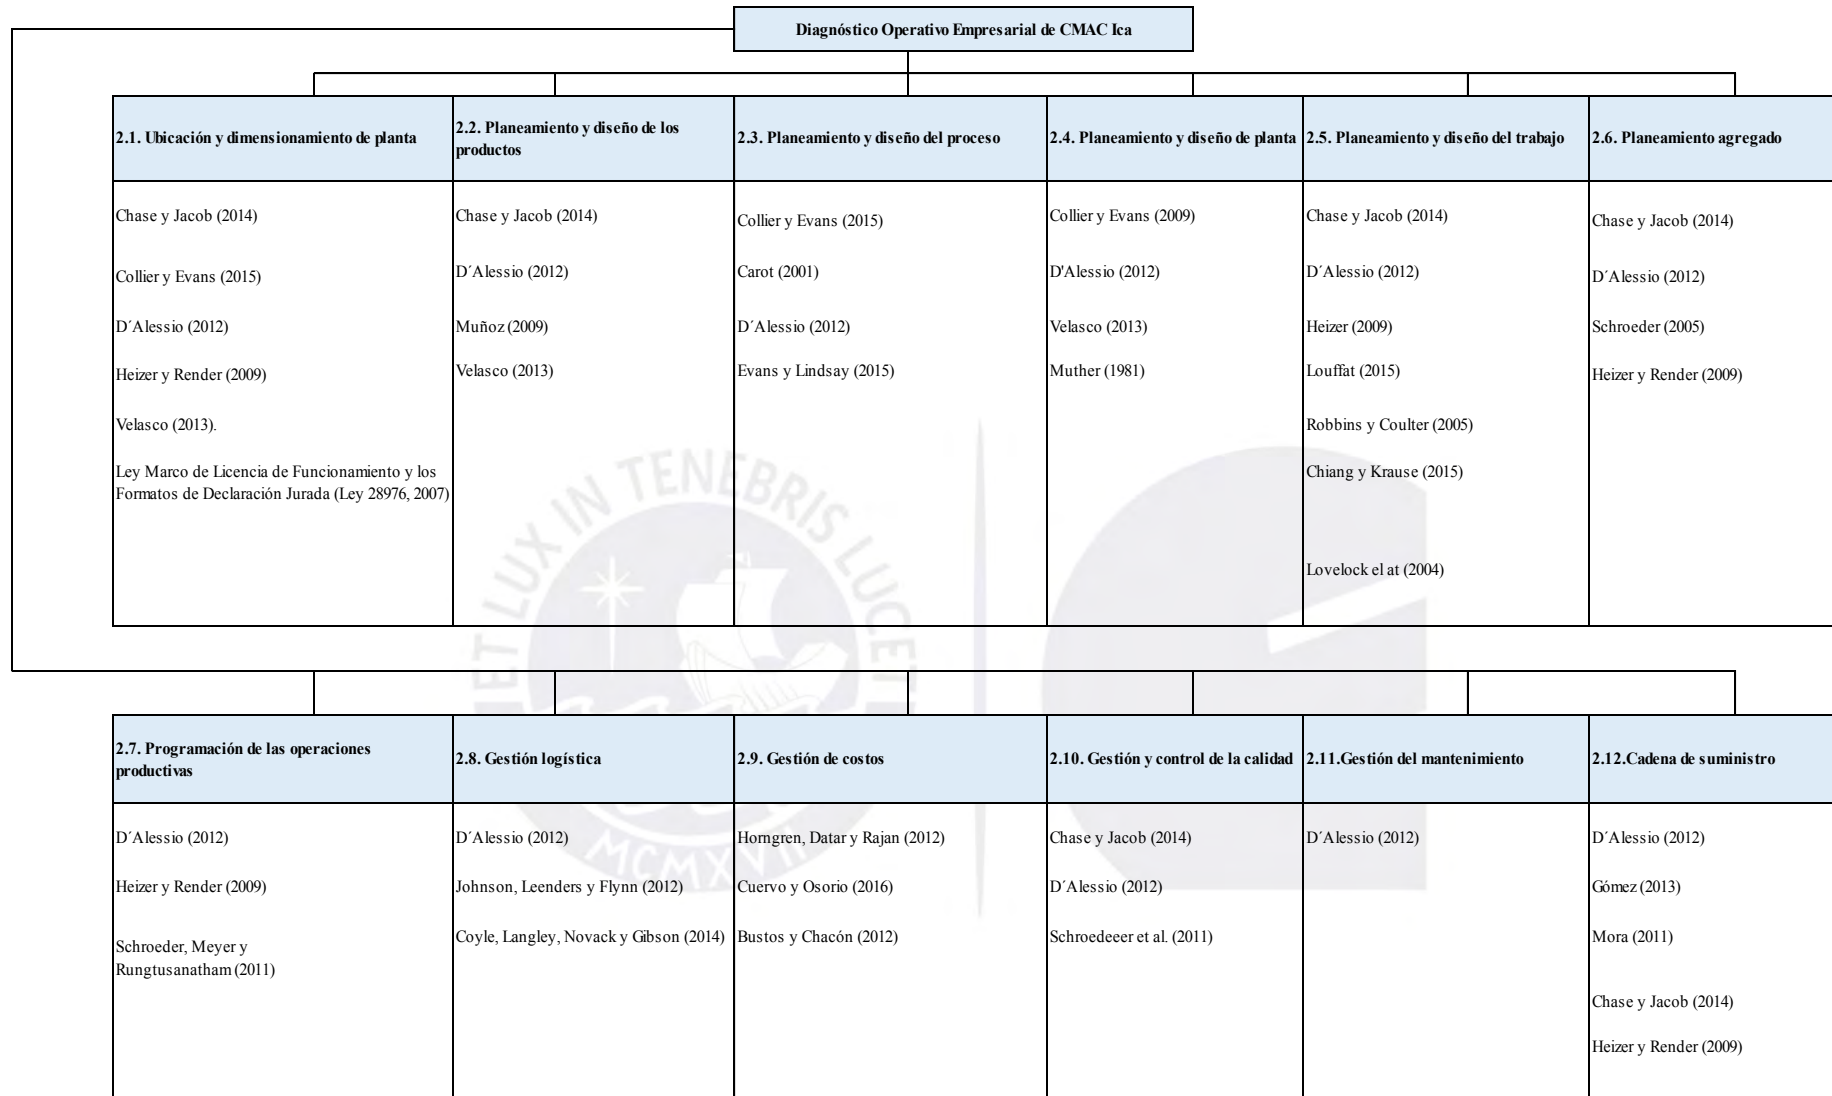 Diagnóstico Operativo Empresarial de CMAC Ica
2.1. Ubicación y dimensionamiento de planta
Chase y Jacob (2014)
Collier y Evans (2015)
D´Alessio (2012)
Heizer y Render (2009)
Velasco (2013).
Ley Marco de Licencia de Funcionamiento y los
Formatos de Declaración Jurada (Ley 28976, 2007)
2.2. Planeamiento y diseño de los
productos
Chase y Jacob (2014)
D´Alessio (2012)
Muñoz (2009)
Velasco (2013)
2.3. Planeamiento y diseño del proceso
Collier y Evans (2015)
Carot (2001)
D´Alessio (2012)
Evans y Lindsay (2015)
2.4. Planeamiento y diseño de planta
Collier y Evans (2009)
D'Alessio (2012)
Velasco (2013)
Muther (1981)
2.5. Planeamiento y diseño del trabajo
Chase y Jacob (2014)
D´Alessio (2012)
Heizer (2009)
Louffat (2015)
Robbins y Coulter (2005)
Chiang y Krause (2015)
Lovelock el at (2004)
2.6. Planeamiento agregado
Chase y Jacob (2014)
D´Alessio (2012)
Schroeder (2005)
Heizer y Render (2009)
2.7. Programación de las operaciones
productivas
D´Alessio (2012)
Heizer y Render (2009)
Schroeder, Meyer y
Rungtusanatham (2011)
2.8. Gestión logística
D´Alessio (2012)
Johnson, Leenders y Flynn (2012)
Coyle, Langley, Novack y Gibson (2014)
2.9. Gestión de costos
Horngren, Datar y Rajan (2012)
Cuervo y Osorio (2016)
Bustos y Chacón (2012)
2.10. Gestión y control de la calidad
Chase y Jacob (2014)
D´Alessio (2012)
Schroedeeer et al. (2011)
2.11.Gestión del mantenimiento
D´Alessio (2012)
2.12.Cadena de suministro
D´Alessio (2012)
Gómez (2013)
Mora (2011)
Chase y Jacob (2014)
Heizer y Render (2009)
ET LUX IN TENEBRIS LUCET
MCMXVII